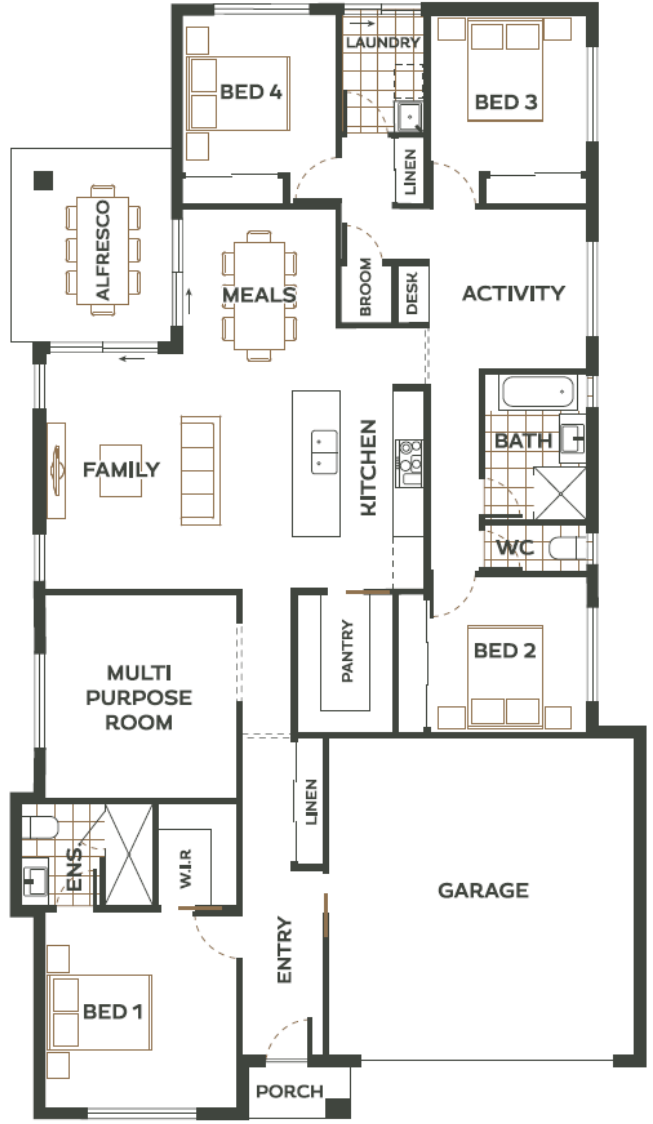 LAUNDRY
BED 4
BED 3
LINEN
ALFRESCO
MEALS
BROOM
DESK
ACTIVITY
FAMILY
KITCHEN
BATH
WC
PANTRY
BED 2
MULTI
PURPOSE
ROOM
LINEN
ENS.
W.I.R
GARAGE
ENTRY
BED 1
PORCH